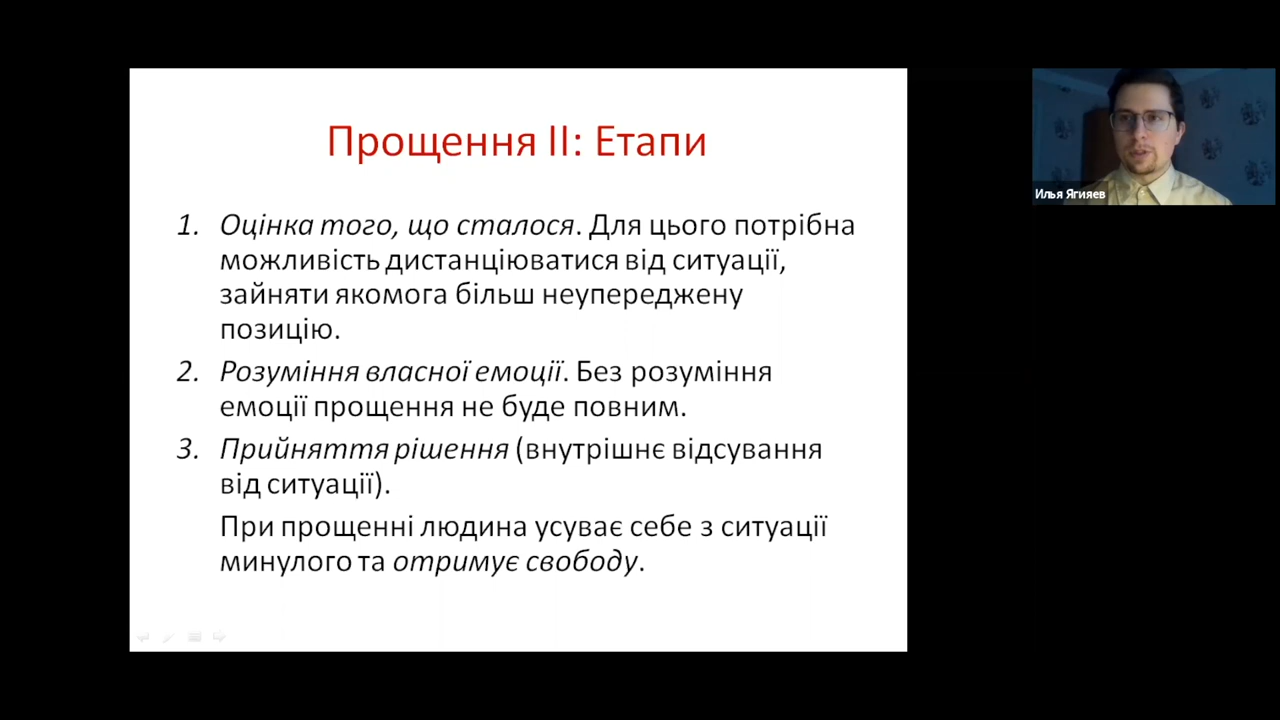 Прощення II: Етапи
1. Оцінка того, що сталося. Для цього потрібна
можливість дистанціюватися від ситуації,
зайняти якомога більш неупереджену
позицію.
2. Розуміння власної емоції. Без розуміння
емоції прощення не буде повним.
3. Прийняття рішення (внутрішнє відсування
від ситуації).
При прощенні людина усуває себе з ситуації
минулого та отримує свободу.
Илья Ягияев